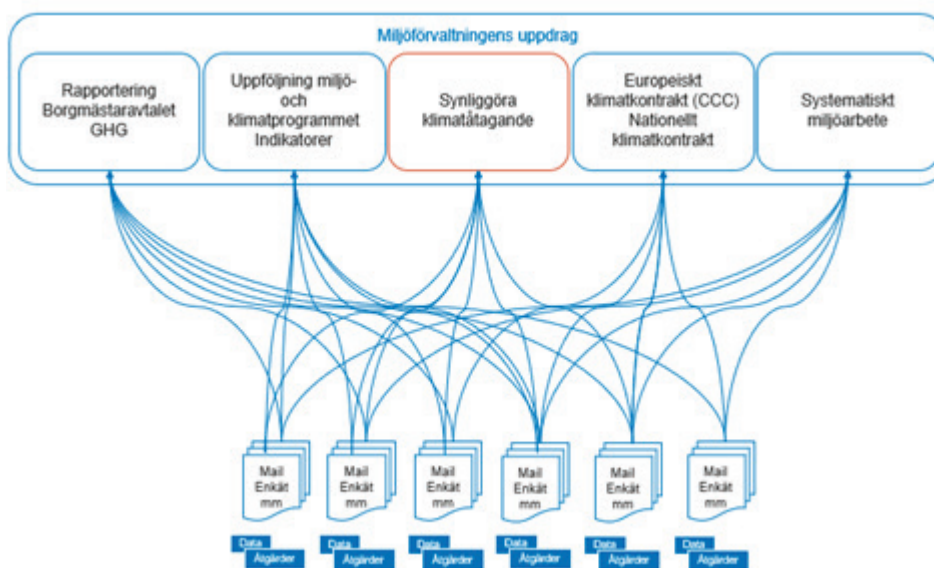 Miljöförvaltningens uppdrag
Rapportering
Borgmästaravtalet
GHG
Uppföljning miljö-
och
klimatprogrammet
Indikatorer
Synliggöra
klimatåtagande
Europeiskt
klimatkontrakt (CCC)
Nationellt
klimatkontrakt
Systematiskt
miljöarbete
Mail
Enkät
mm
Mail
Enkät
mm
Mail
Enkät
mm
Mail
Enkät
mm
Mail
Enkät
mm
Mail
Enkät
mm
Data
Åtgärder
Data
Åtgärder
Data
Åtgärder
Data
Åtgärder
Data
Åtgärder
Data
Åtgärder